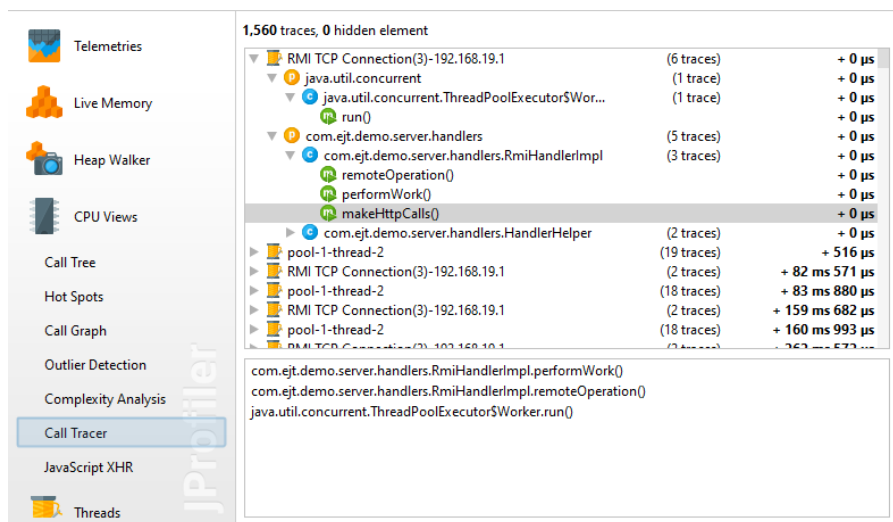 Telemetries
Live Memory
Heap Walker
CPU Views
Call Tree
Hot Spots
Call Graph
Outlier Detection
Complexity Analysis
Call Tracer
JavaScript XHR
Threads
JProfiler
1,560 traces, 0 hidden element
RMI TCP Connection(3)-192.168.19.1 (6 traces) + 0 µs
java.util.concurrent (1 trace) + 0 µs
java.util.concurrent.ThreadPoolExecutor$Wor... (1 trace) + 0 µs
run() + 0 µs
com.ejt.demo.server.handlers (5 traces) + 0 µs
com.ejt.demo.server.handlers.RmiHandlerImpl (3 traces) + 0 µs
remoteOperation() + 0 µs
performWork() + 0 µs
makeHttpCalls() + 0 µs
com.ejt.demo.server.handlers.HandlerHelper (2 traces) + 0 µs
pool-1-thread-2 (19 traces) + 516 µs
RMI TCP Connection(3)-192.168.19.1 (2 traces) + 82 ms 571 µs
pool-1-thread-2 (18 traces) + 83 ms 880 µs
RMI TCP Connection(3)-192.168.19.1 (2 traces) + 159 ms 682 µs
pool-1-thread-2 (18 traces) + 160 ms 993 µs
RMI TCP Connection(3)-192.168.19.1
com.ejt.demo.server.handlers.RmiHandlerImpl.performWork()
com.ejt.demo.server.handlers.RmiHandlerImpl.remoteOperation()
java.util.concurrent.ThreadPoolExecutor$Worker.run()